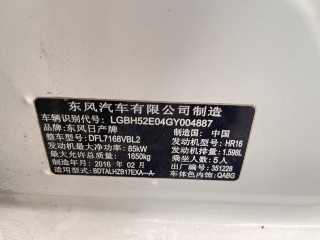 东风汽车有限公司制造
车辆识别代号: LGBH52E04GY004887
品牌: 东风日产牌 制造国: 中国
整车型号: DFL7168VBL2 发动机型号: HR16
发动机最大净功率: 85kW 发动机排量: 1.598L
最大允许总质量: 1650kg 乘坐人数: 5人
制造年月: 2016 年 02 月 出厂编号: 351228
适用型式: BDTALHZB17EXA—A- 车体色内饰: QABG